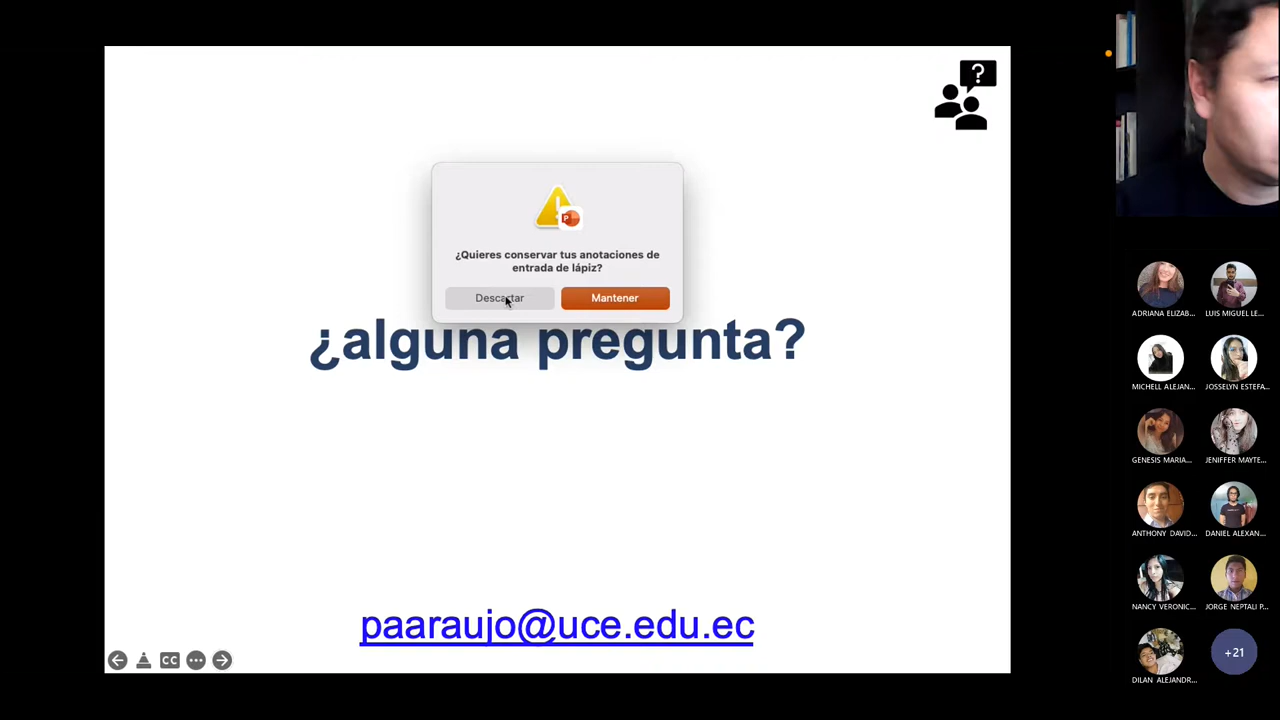 ?
¿Quieres conservar tus anotaciones de
entrada de lápiz?
Descartar
Mantener
¿alguna pregunta?
paaraujo@uce.edu.ec
CC
ADRIANA ELIZAB...
LUIS MIGUEL LE...
MICHELL ALEJAN...
JOSSELYN ESTEFA...
GENESIS MARIA...
JENIFFER MAYTE...
ANTHONY DAVID...
DANIEL ALEXAN...
NANCY VERONIC...
JORGE NEPTALI P...
DILAN ALEJANDR...
+21